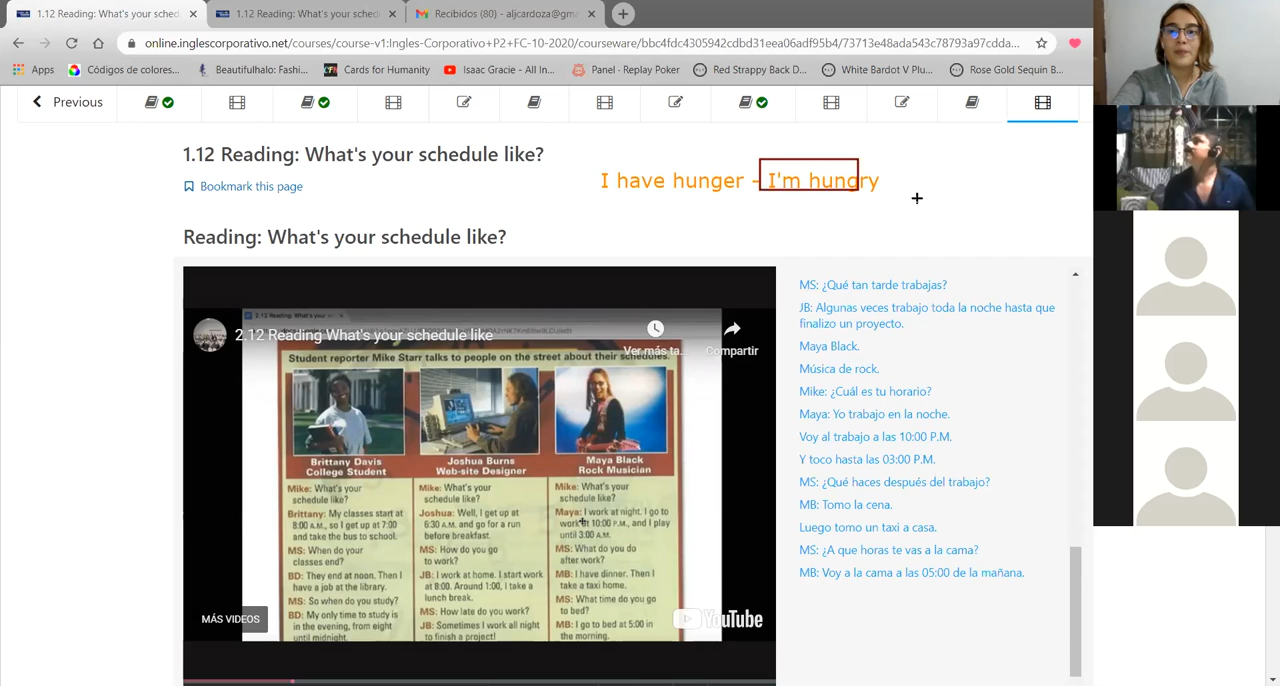 1.12 Reading: What's your sched
1.12 Reading: What's your sched
Recibidos (80) - aljcardoza@gma
online.inglescorporativo.net/courses/course-v1:Ingles-Corporativo+P2+FC-10-2020/courseware/bbc4fdc4305942cdbd31eea06adf95b4/73713e48ada543c78793a97cdda...
Apps
Códigos de colores...
Beautifulhalo: Fashi...
Cards for Humanity
Isaac Gracie - All In...
Panel · Replay Poker
Red Strappy Back D...
White Bardot V Plu...
Rose Gold Sequin B...
Previous
1.12 Reading: What's your schedule like?
I have hunger - I'm hungry
Bookmark this page
Reading: What's your schedule like?
2.12 Reading What's your schedule like
Ver más ta...
Compartir
Student reporter Mike Starr talks to people on the street about their schedules.
Brittany Davis
College Student
Mike: What's your
schedule like?
Brittany: My classes start at
8:00 A.M., so I get up at 7:00
and take the bus to school.
MS: When do your
classes end?
BD: They end at noon. Then I
have a job at the library.
MS: So when do you study?
BD: My only time to study is
in the evening, from eight
until midnight.
Joshua Burns
Web-site Designer
Mike: What's your
schedule like?
Joshua: Well, I get up at
6:30 A.M. and go for a run
before breakfast.
MS: How do you go
to work?
JB: I work at home. I start work
at 8:00. Around 1:00, I take a
lunch break.
MS: How late do you work?
JB: Sometimes I work all night
to finish a project!
Maya Black
Rock Musician
Mike: What's your
schedule like?
Maya: I work at night. I go to
work at 10:00 P.M., and I play
until 3:00 A.M.
MS: What do you do
after work?
MB: I have dinner. Then I
take a taxi home.
MS: What time do you go
to bed?
MB: I go to bed at 5:00 in
the morning.
MÁS VIDEOS
YouTube
MS: ¿Qué tan tarde trabajas?
JB: Algunas veces trabajo toda la noche hasta que
finalizo un proyecto.
Maya Black.
Música de rock.
Mike: ¿Cuál es tu horario?
Maya: Yo trabajo en la noche.
Voy al trabajo a las 10:00 P.M.
Y toco hasta las 03:00 P.M.
MS: ¿Qué haces después del trabajo?
MB: Tomo la cena.
Luego tomo un taxi a casa.
MS: ¿A que horas te vas a la cama?
MB: Voy a la cama a las 05:00 de la mañana.